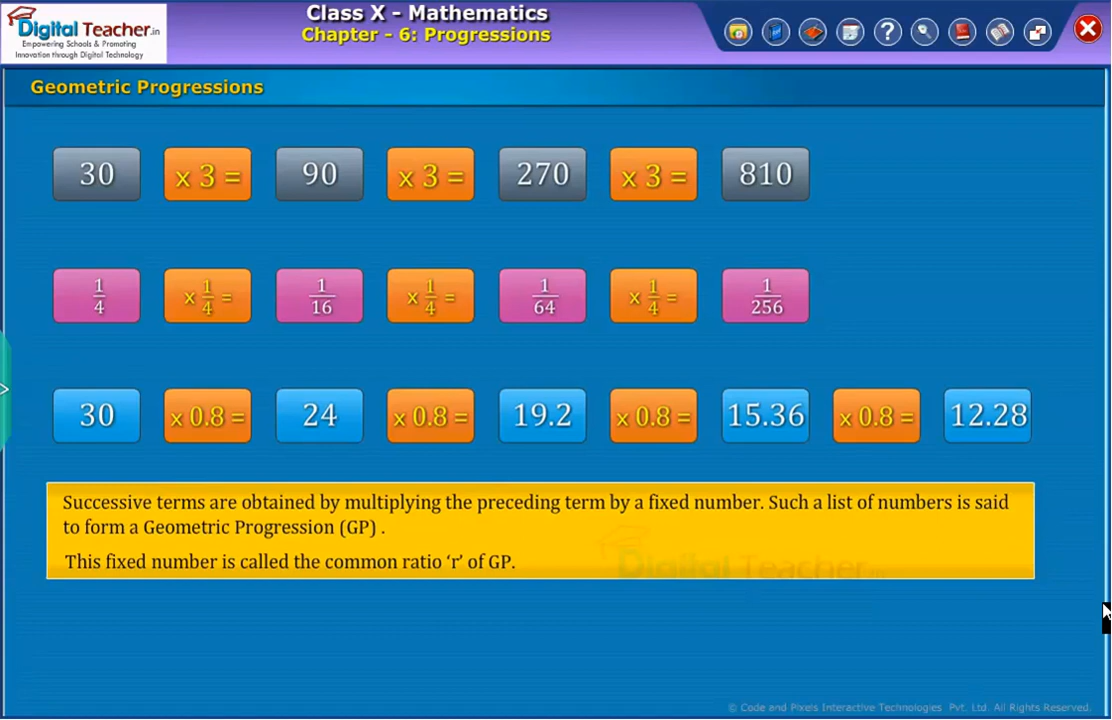 Digital Teacher.in
Empowering Schools & Promoting
Innovation through Digital Technology
Class X - Mathematics
Chapter - 6: Progressions
?
Geometric Progressions
30 x 3 = 90 x 3 = 270 x 3 = 810
1/4 x 1/4 = 1/16 x 1/4 = 1/64 x 1/4 = 1/256
30 x 0.8 = 24 x 0.8 = 19.2 x 0.8 = 15.36 x 0.8 = 12.28
Successive terms are obtained by multiplying the preceding term by a fixed number. Such a list of numbers is said
to form a Geometric Progression (GP) .
This fixed number is called the common ratio ‘r’ of GP.
Digital Teacher.in
© Code and Pixels Interactive Technologies Pvt. Ltd. All Rights Reserved.